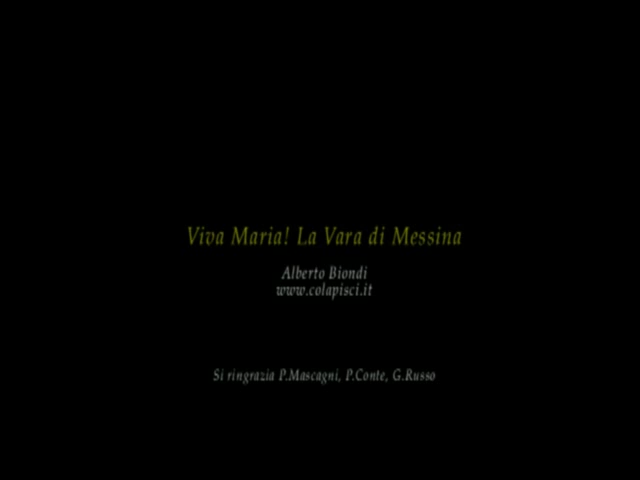 Viva Maria! La Vara di Messina
Alberto Biondi
www.colapisci.it
Si ringrazia P.Mascagni, P.Conte, G.Russo